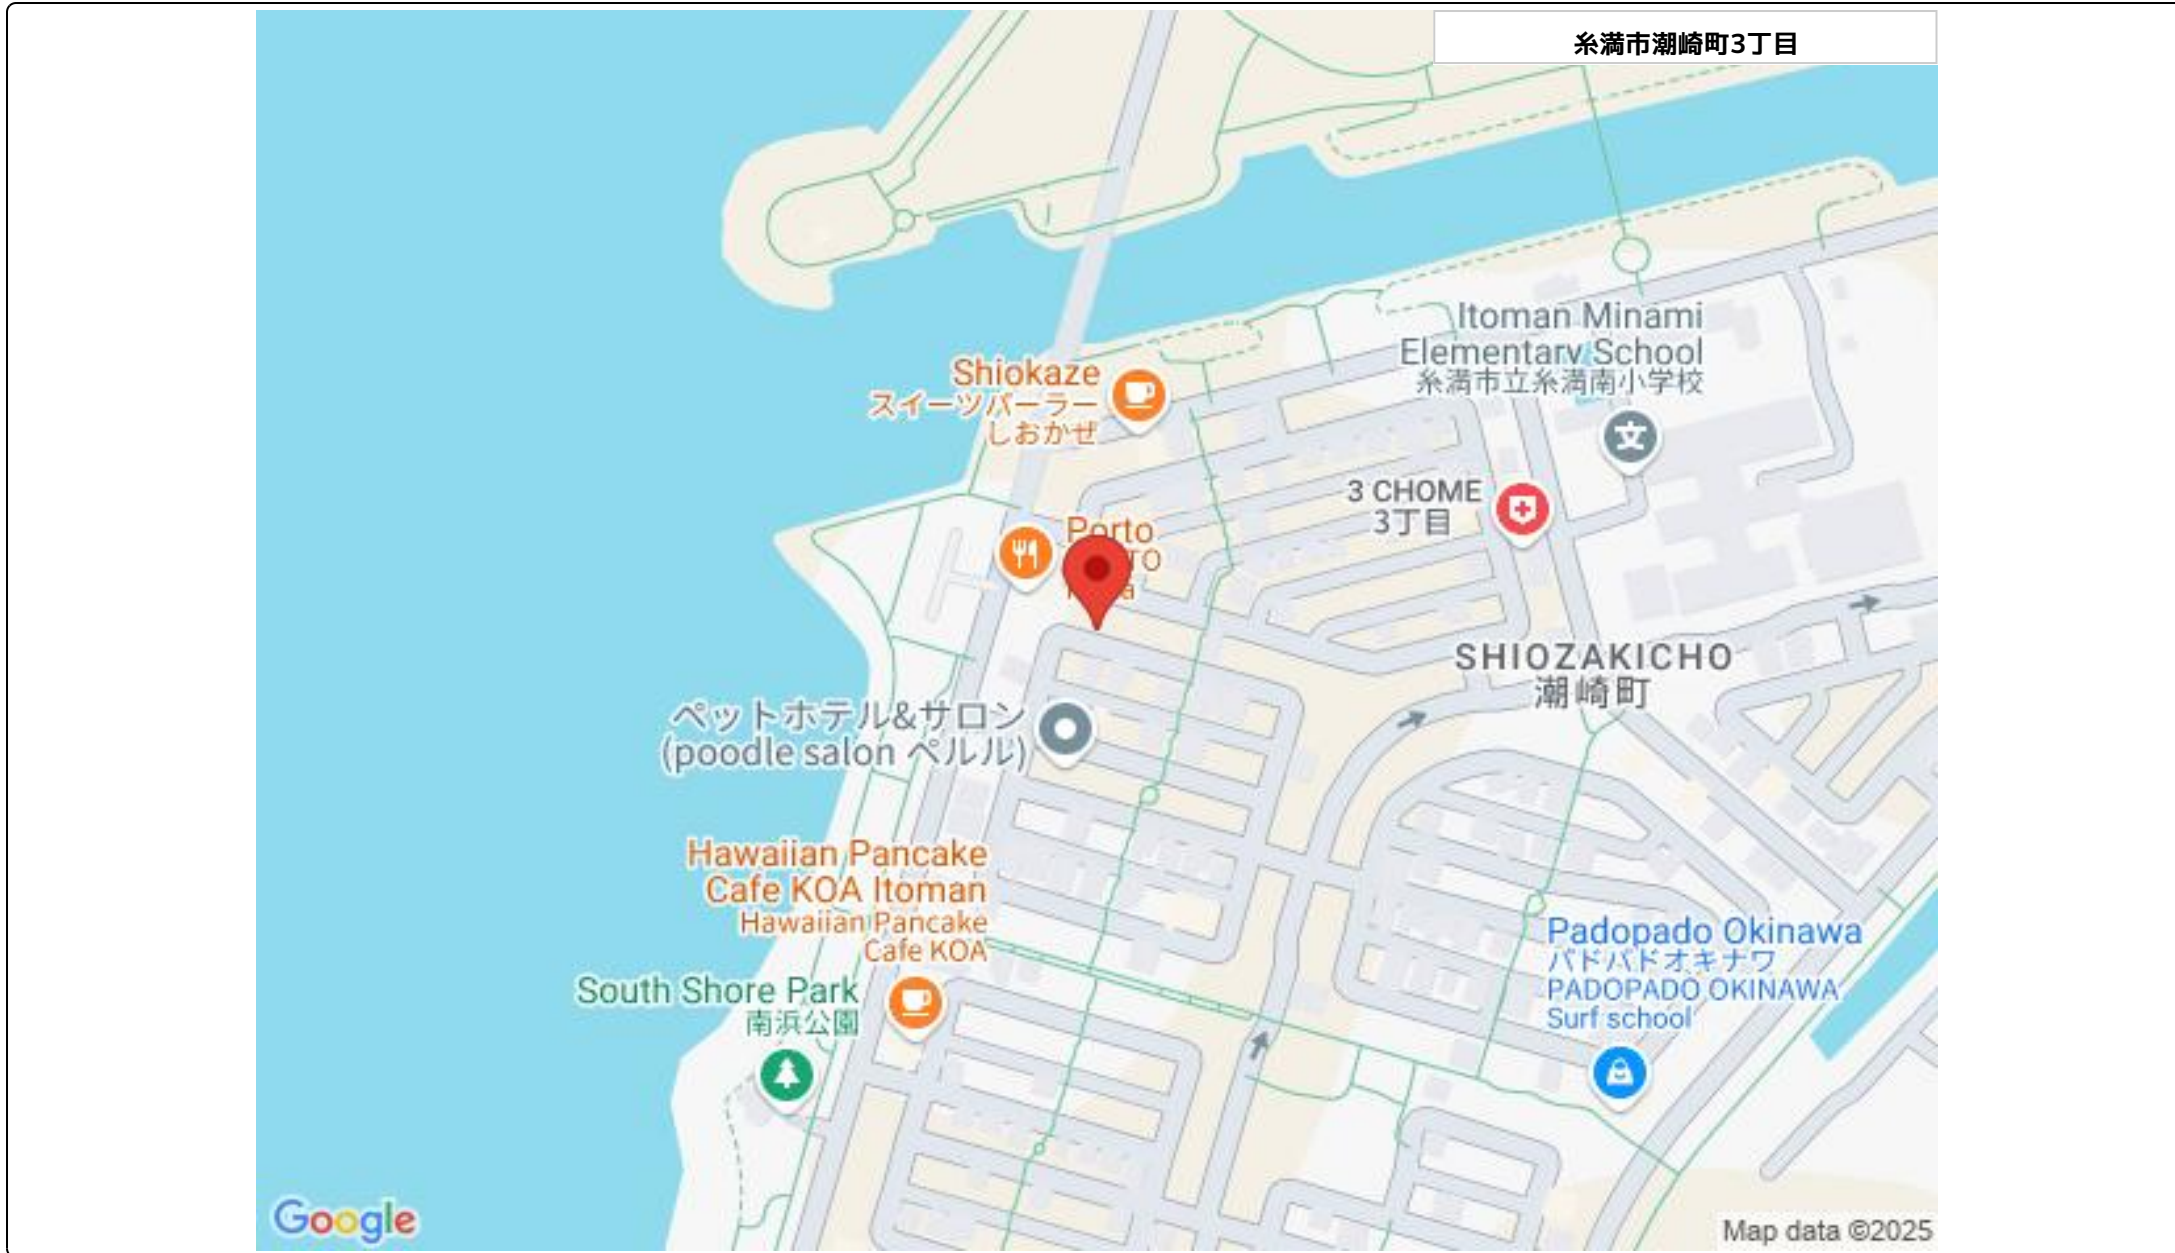 糸満市潮崎町3丁目
Itoman Minami
Elementary School
糸満市立糸満南小学校
Shiokaze
スイーツパーラー
しおかぜ
3 CHOME
3丁目
Porto
SHIOZAKICHO
潮崎町
ペットホテル&サロン
(poodle salon ペルル)
Hawaiian Pancake
Cafe KOA Itoman
Hawaiian Pancake
Cafe KOA
Padopado Okinawa
パドパドオキナワ
PADOPADO OKINAWA
Surf school
South Shore Park
南浜公園
Google
Map data ©2025